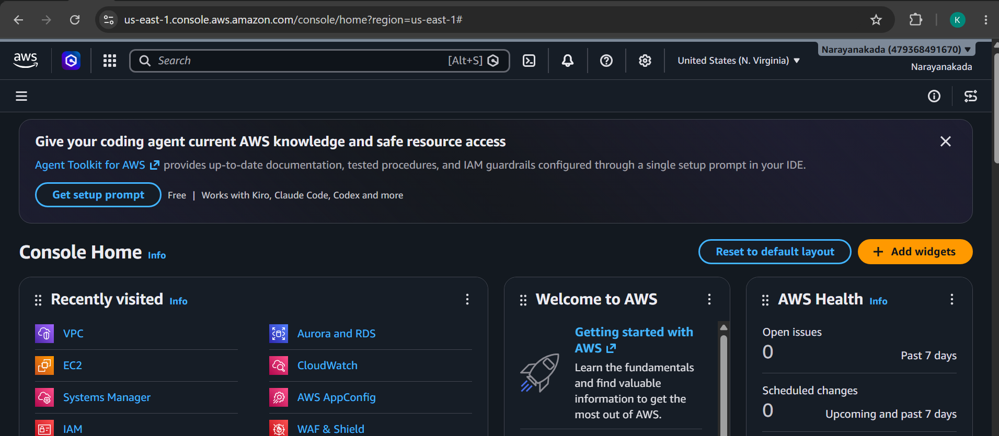 us-east-1.console.aws.amazon.com/console/home?region=us-east-1#
K
aws
Search
[Alt+S]
United States (N. Virginia)
Narayanakada (479368491670)
Narayanakada
Give your coding agent current AWS knowledge and safe resource access
Agent Toolkit for AWS provides up-to-date documentation, tested procedures, and IAM guardrails configured through a single setup prompt in your IDE.
Get setup prompt
Free | Works with Kiro, Claude Code, Codex and more
Console Home Info
Reset to default layout
+ Add widgets
Recently visited Info
VPC
EC2
Systems Manager
IAM
Aurora and RDS
CloudWatch
AWS AppConfig
WAF & Shield
Welcome to AWS
Getting started with
AWS
Learn the fundamentals
and find valuable
information to get the
most out of AWS.
AWS Health Info
Open issues
0
Past 7 days
Scheduled changes
0
Upcoming and past 7 days